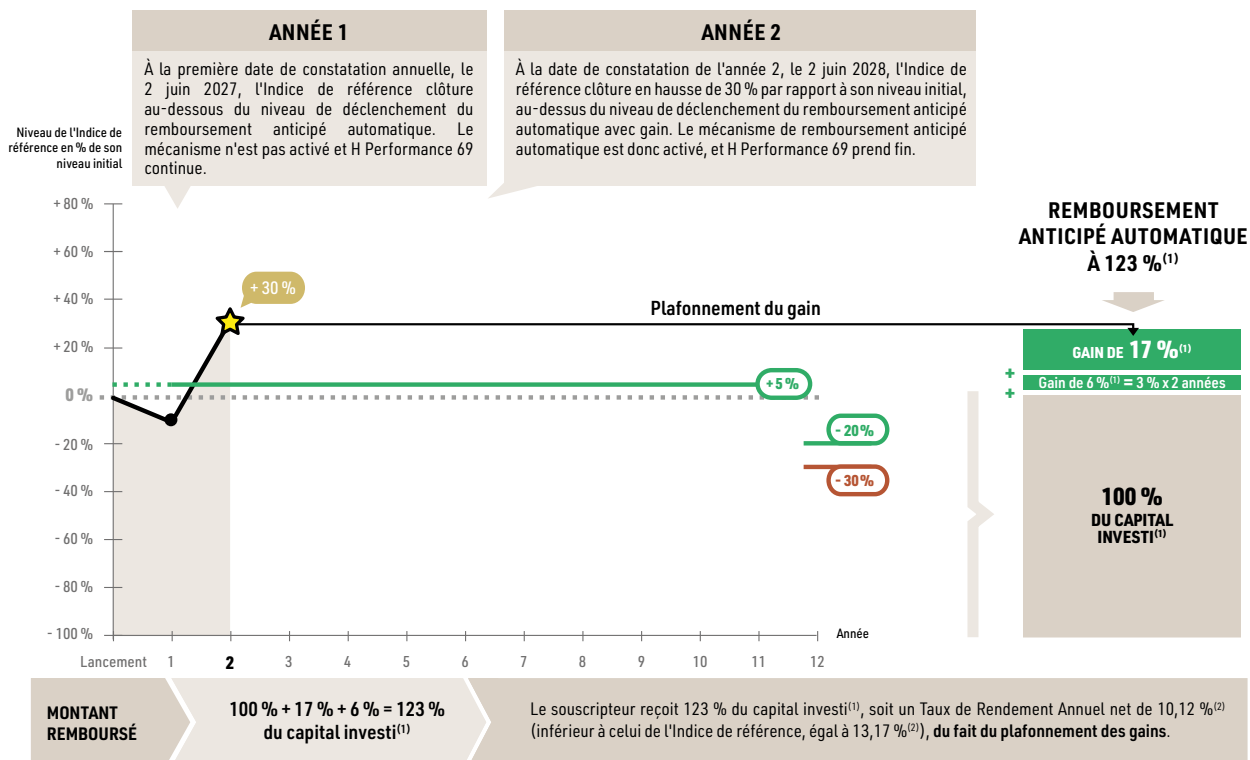 ANNÉE 1
À la première date de constatation annuelle, le
2 juin 2027, l'Indice de référence clôture
au-dessous du niveau de déclenchement du
remboursement anticipé automatique. Le
mécanisme n'est pas activé et H Performance 69
continue.
ANNÉE 2
À la date de constatation de l'année 2, le 2 juin 2028, l'Indice de
référence clôture en hausse de 30 % par rapport à son niveau initial,
au-dessus du niveau de déclenchement du remboursement anticipé
automatique avec gain. Le mécanisme de remboursement anticipé
automatique est donc activé, et H Performance 69 prend fin.
Niveau de l'Indice de
référence en % de son
niveau initial
+ 80 %
+ 60 %
+ 40 %
+ 20 %
0 %
- 20 %
- 40 %
- 60 %
- 80 %
- 100 %
+ 30 %
Plafonnement du gain
+5 %
- 20%
- 30%
Année
Lancement 1 2 3 4 5 6 7 8 9 10 11 12
REMBOURSEMENT
ANTICIPÉ AUTOMATIQUE
À 123 %(1)
GAIN DE 17 %(1)
+
Gain de 6 %(1) = 3 % x 2 années
+
100 %
DU CAPITAL
INVESTI(1)
MONTANT
REMBOURSÉ
100 % + 17 % + 6 % = 123 %
du capital investi(1)
Le souscripteur reçoit 123 % du capital investi(1), soit un Taux de Rendement Annuel net de 10,12 %(2)
(inférieur à celui de l'Indice de référence, égal à 13,17 %(2)), du fait du plafonnement des gains.